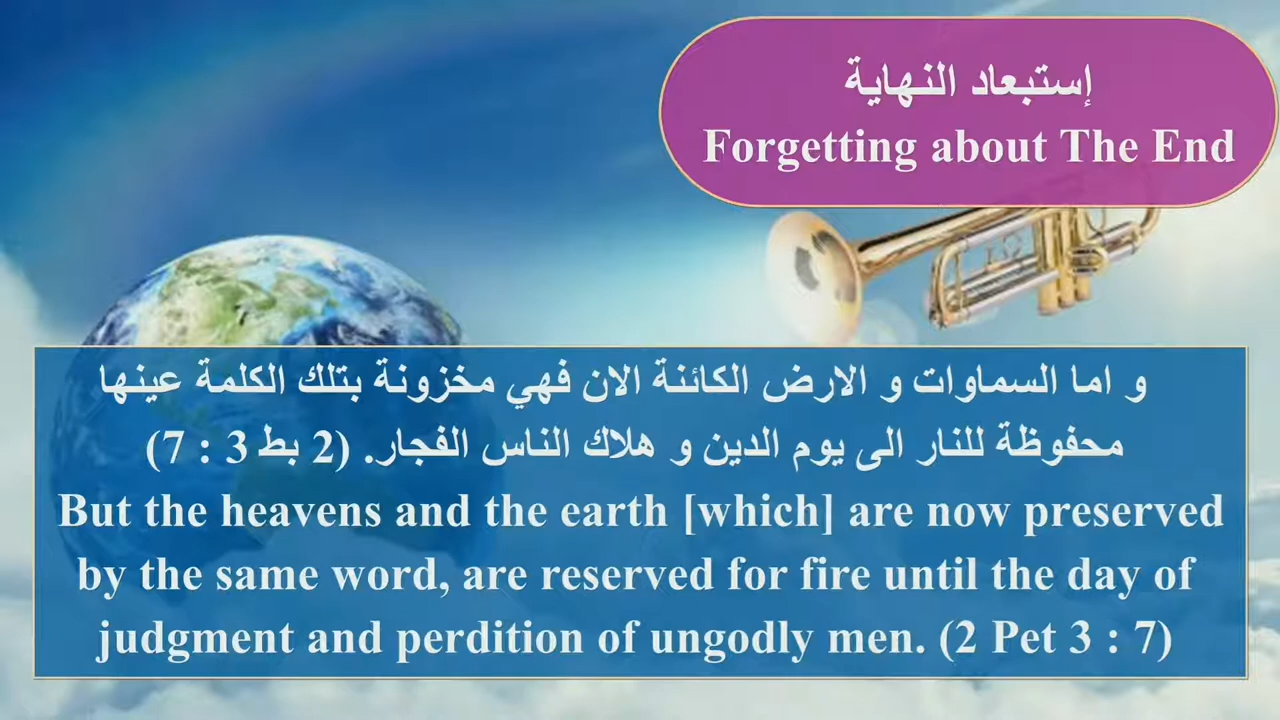 إستبعاد النهاية
Forgetting about The End
و اما السماوات و الارض الكائنة الان فهي مخزونة بتلك الكلمة عينها
محفوظة للنار الى يوم الدين و هلاك الناس الفجار. (2 بط 3 : 7)
But the heavens and the earth [which] are now preserved
by the same word, are reserved for fire until the day of
judgment and perdition of ungodly men. (2 Pet 3 : 7)